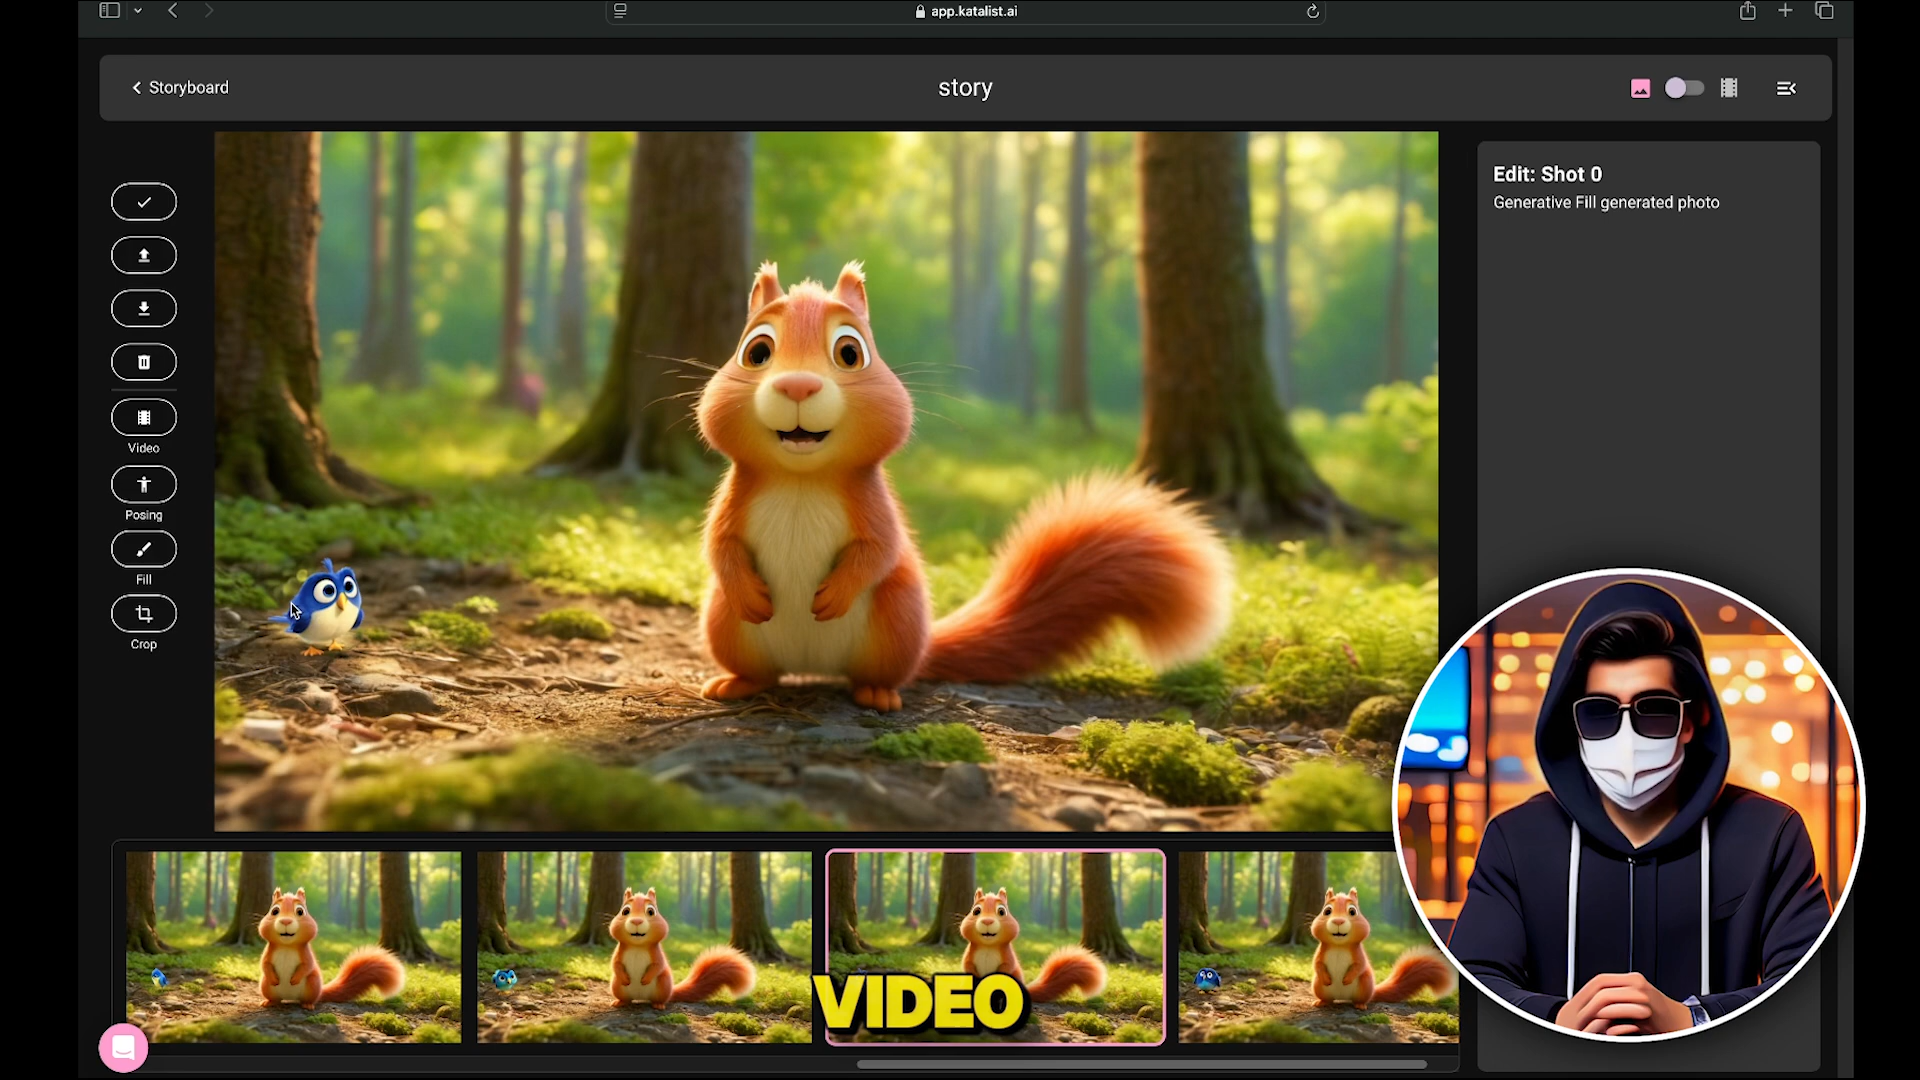 app.katalist.ai
Storyboard
story
Edit: Shot 0
Generative Fill generated photo
Video
Posing
Fill
Crop
VIDEO